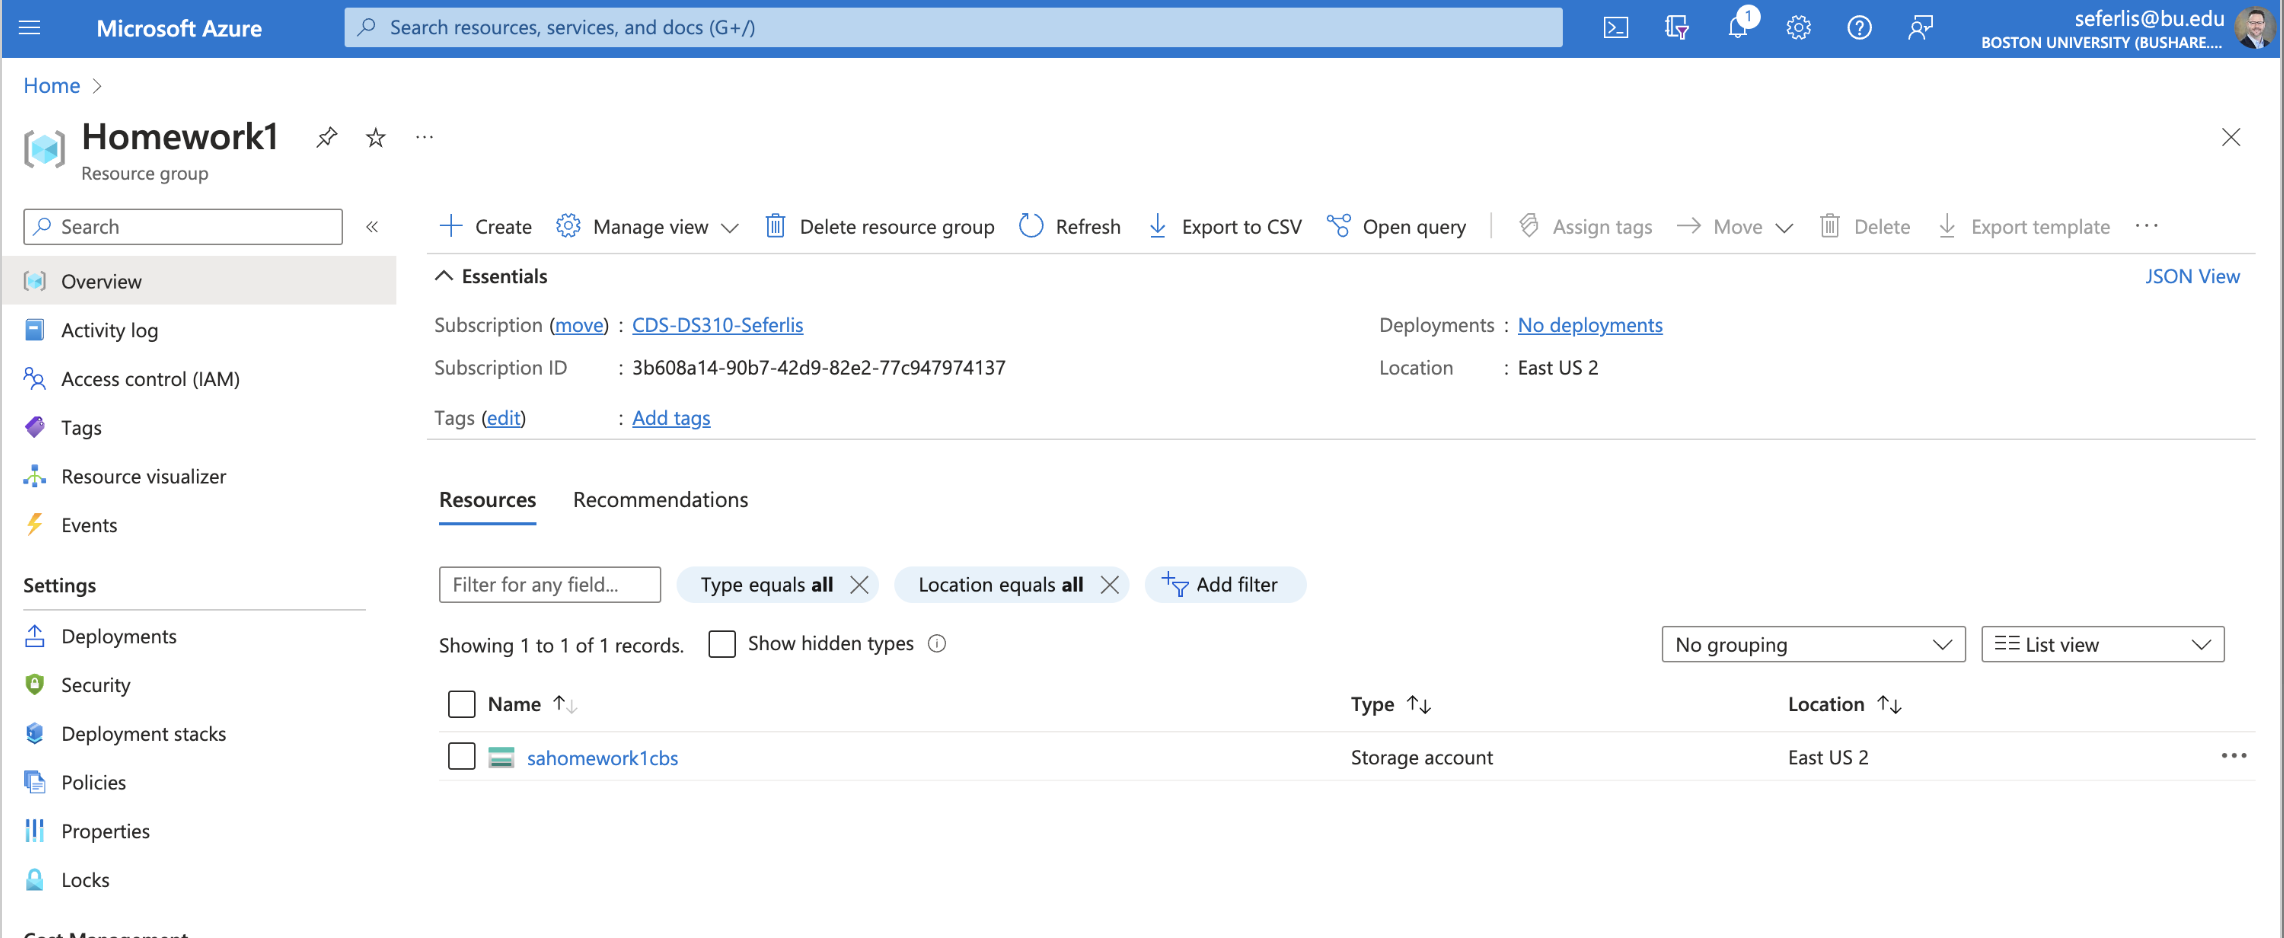 Microsoft Azure
Search resources, services, and docs (G+/)
1
seferlis@bu.edu
BOSTON UNIVERSITY (BUSHARE....
Home
Homework1
Resource group
Search
Create
Manage view
Delete resource group
Refresh
Export to CSV
Open query
Assign tags
Move
Delete
Export template
Overview
Activity log
Access control (IAM)
Tags
Resource visualizer
Events
Settings
Deployments
Security
Deployment stacks
Policies
Properties
Locks
Cost Management
Essentials
JSON View
Subscription (move) : CDS-DS310-Seferlis
Deployments : No deployments
Subscription ID : 3b608a14-90b7-42d9-82e2-77c947974137
Location : East US 2
Tags (edit) : Add tags
Resources
Recommendations
Filter for any field...
Type equals all
Location equals all
Add filter
Showing 1 to 1 of 1 records.
Show hidden types
No grouping
List view
Name
Type
Location
sahomework1cbs
Storage account
East US 2